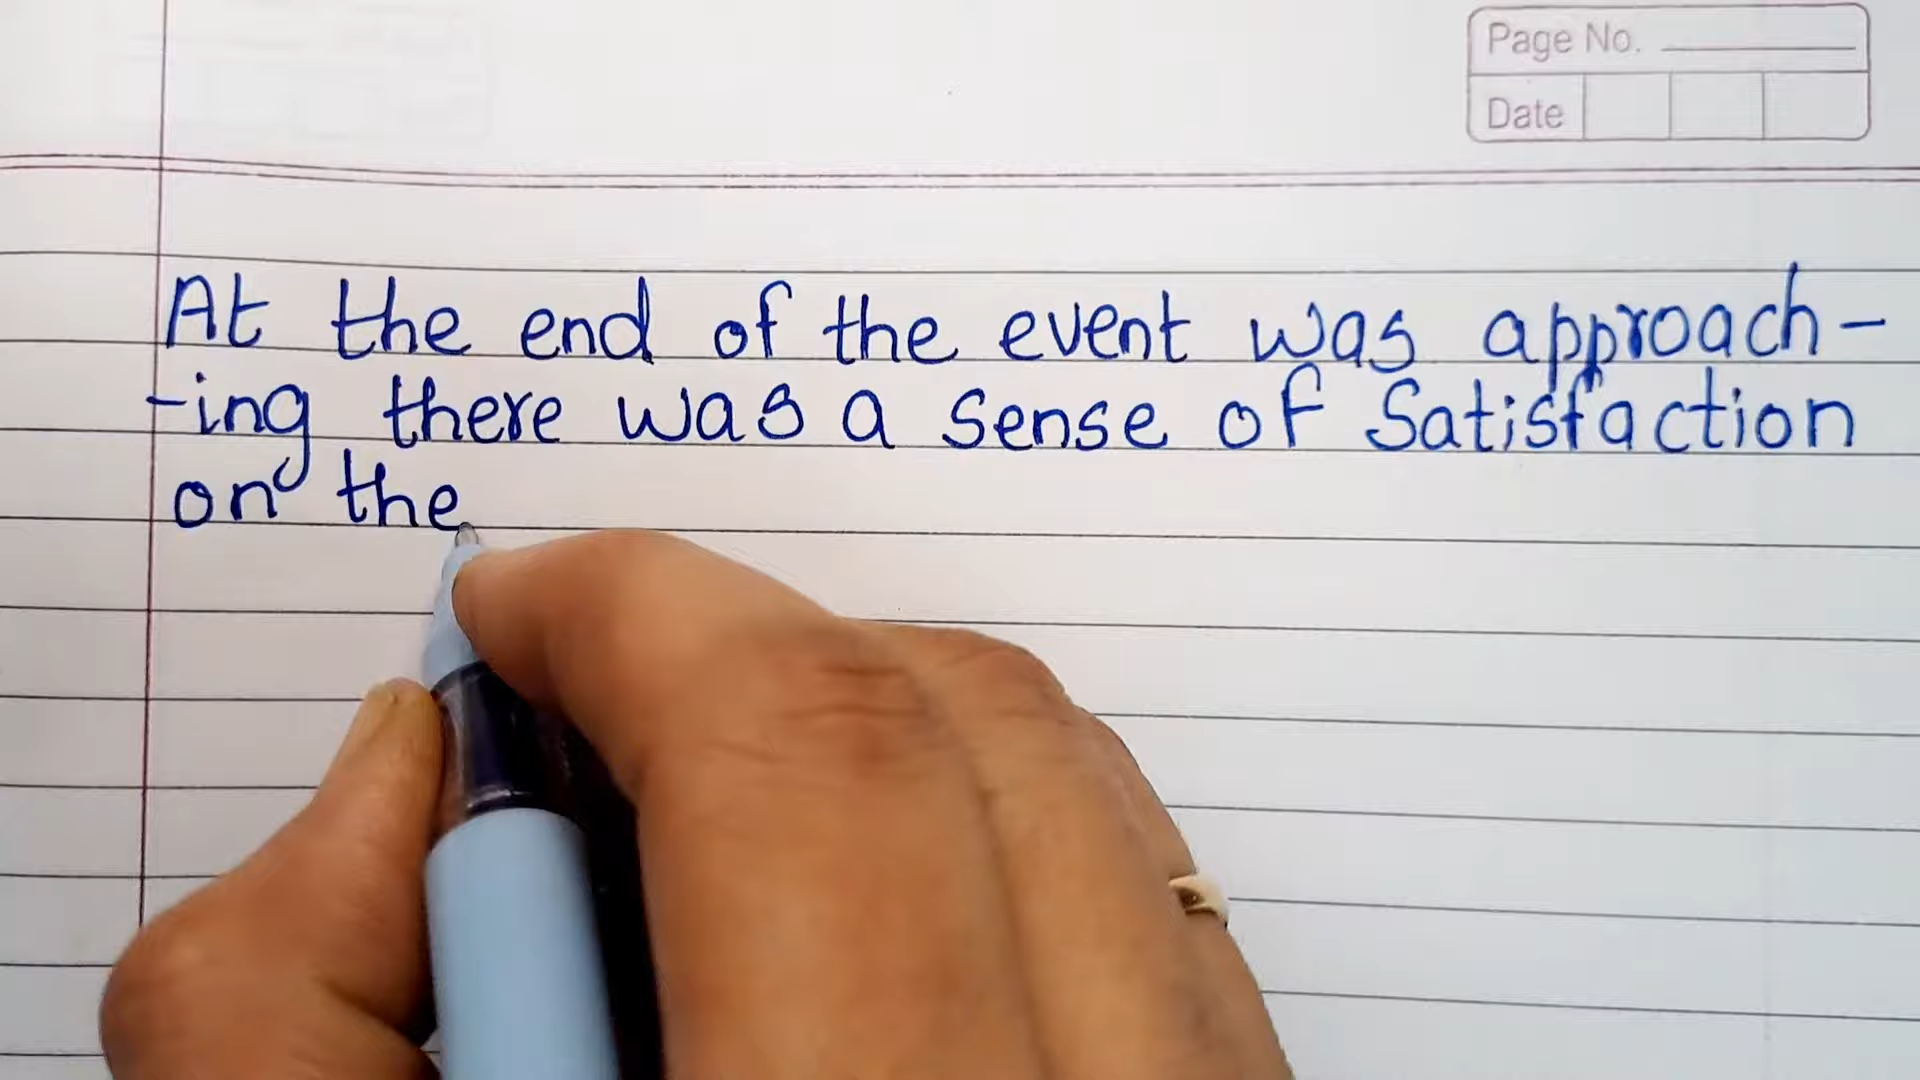 Page No.
Date
At the end of the event was approach-
-ing there was a sense of Satisfaction
on the